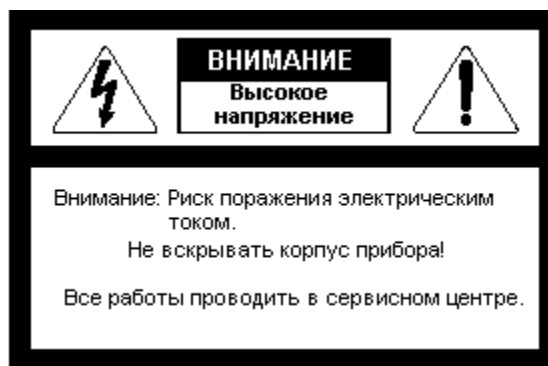 ВНИМАНИЕ
Высокое
напряжение
Внимание: Риск поражения электрическим
током.
Не вскрывать корпус прибора!
Все работы проводить в сервисном центре.